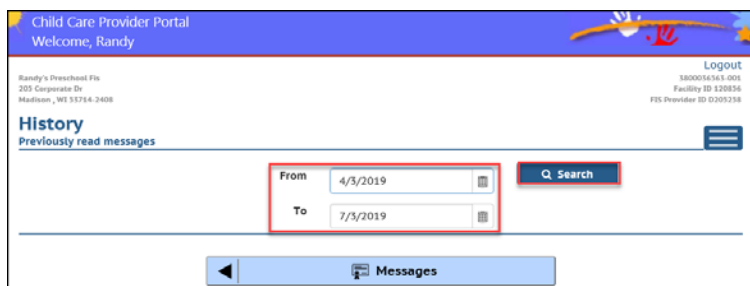 Child Care Provider Portal
Welcome, Randy
Logout
Randy's Preschool Fis
205 Corporate Dr
Madison , WI 53714-2408
5800056563-001
Facility ID 120836
FIS Provider ID D205258
History
Previously read messages
From
4/3/2019
Search
To
7/3/2019
Messages